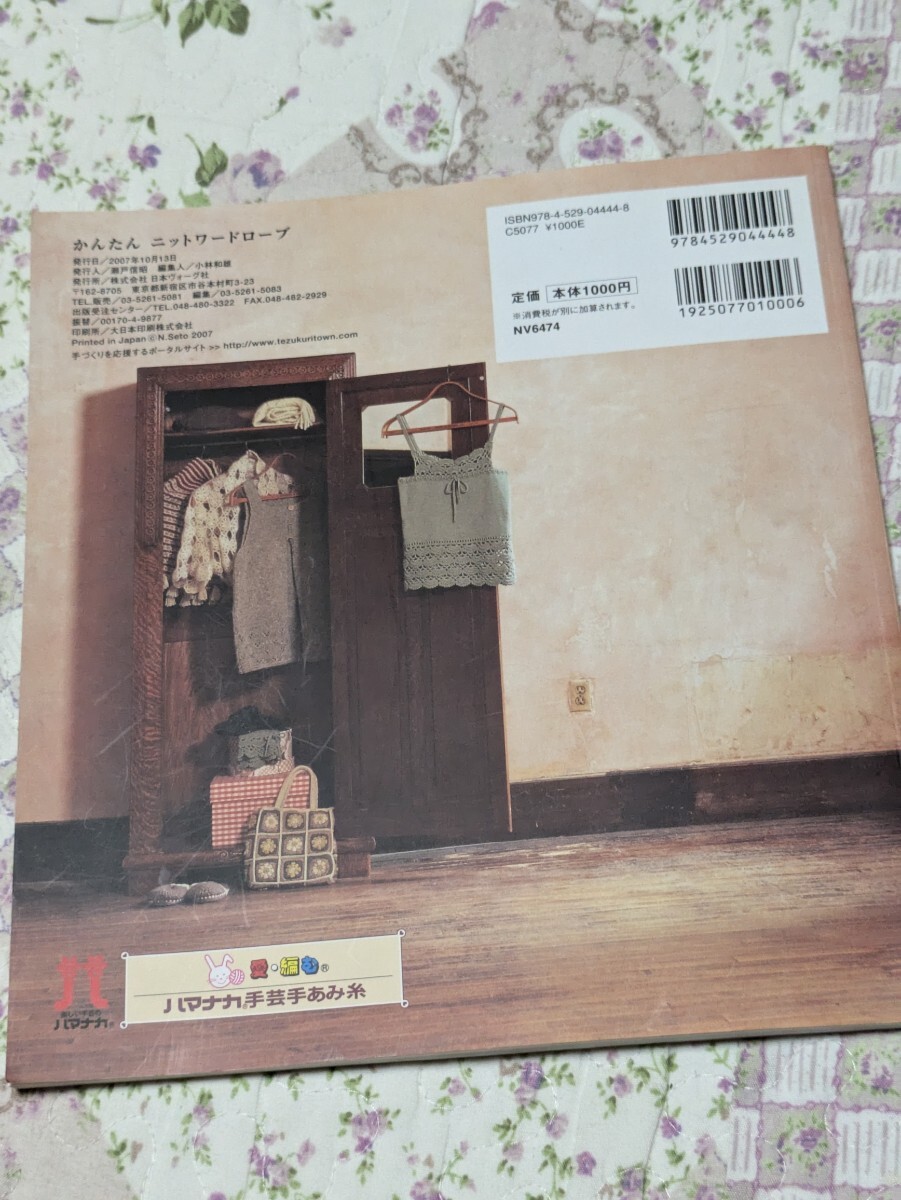 かんたん ニットワードローブ
発行日／2007年10月13日
発行人／瀬戸信昭 編集人／小林和雄
発行所／株式会社 日本ヴォーグ社
〒162-8705 東京都新宿区市谷本村町3-23
TEL.販売／03-5261-5081 編集／03-5261-5083
出版受注センター／TEL.048-480-3322 FAX.048-482-2929
振替／00170-4-9877
印刷所／大日本印刷株式会社
Printed in Japan ©N.Seto 2007
手づくりを応援するポータルサイト >> http://www.tezukuritown.com/
ISBN978-4-529-04444-8
C5077 ¥1000E
9784529044448
定価 本体1000円
※消費税が別に加算されます。
NV6474
1925077010006
愛・編む®
ハマナカ®手芸手あみ糸
ハマナカ®